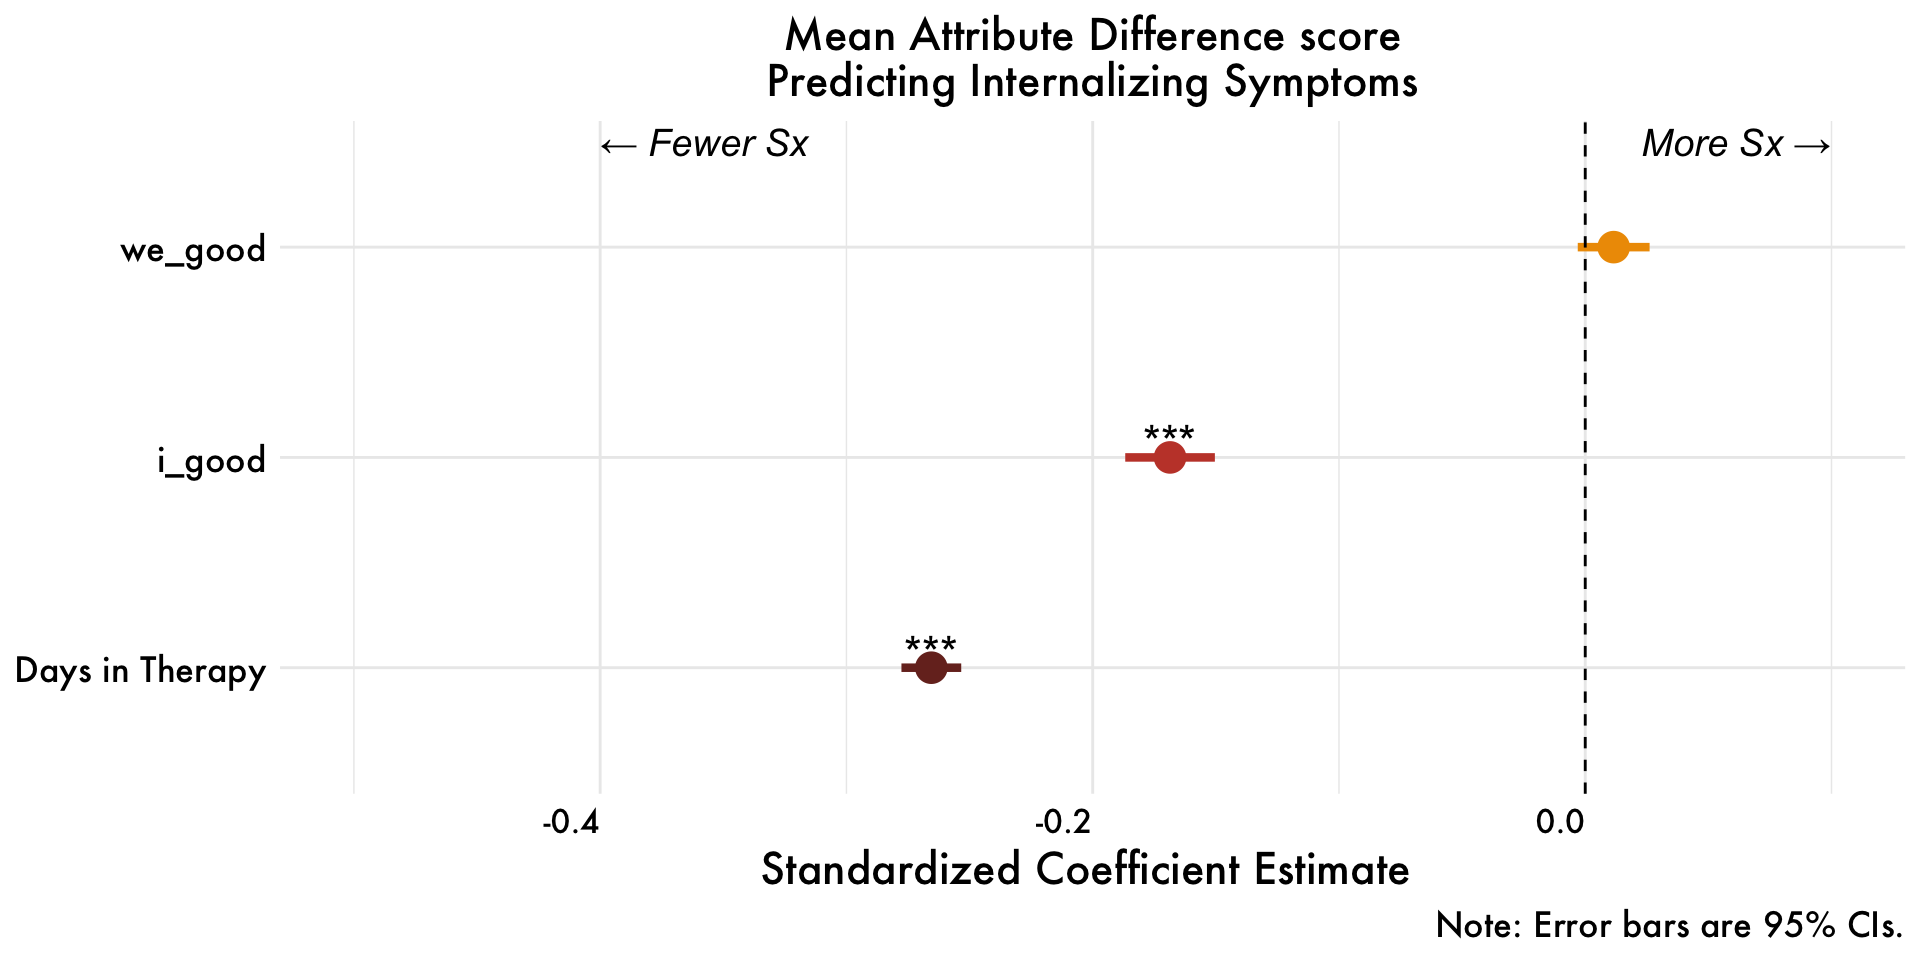 Mean Attribute Difference score
Predicting Internalizing Symptoms
← Fewer Sx
More Sx →
we_good
***
i_good
***
Days in Therapy
-0.4
-0.2
0.0
Standardized Coefficient Estimate
Note: Error bars are 95% CIs.